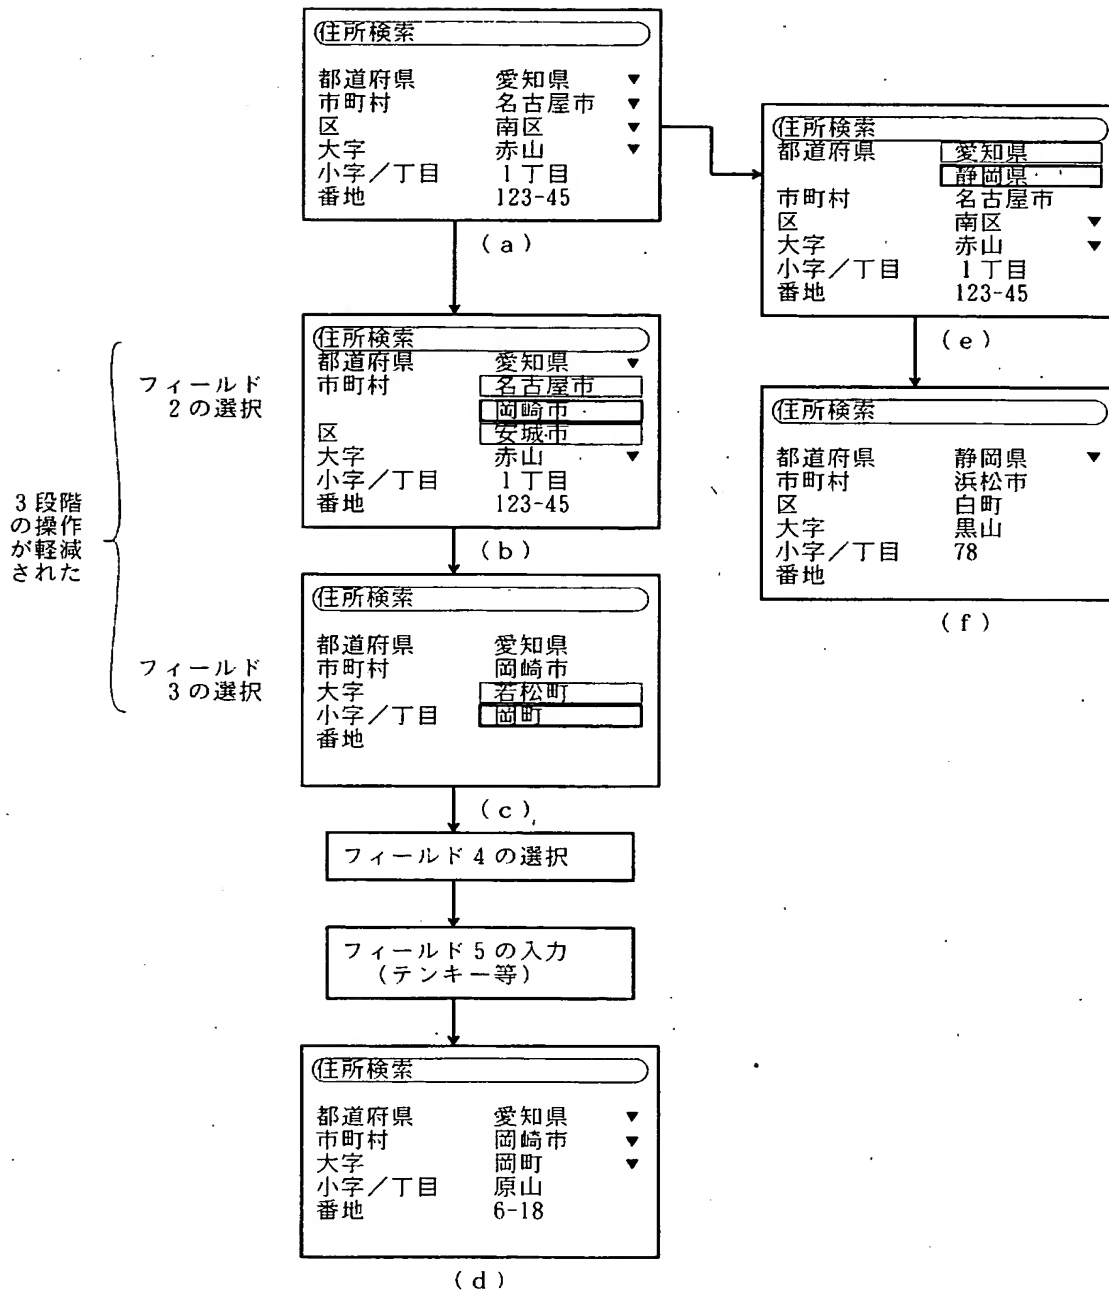 住所検索
都道府県 愛知県 ▼
市町村 名古屋市 ▼
区 南区 ▼
大字 赤山 ▼
小字／丁目 1丁目
番地 123-45
(a)
住所検索
都道府県 愛知県
静岡県
市町村 名古屋市
区 南区 ▼
大字 赤山 ▼
小字／丁目 1丁目
番地 123-45
(e)
住所検索
都道府県 愛知県 ▼
市町村 名古屋市
岡崎市
区 安城市
大字 赤山 ▼
小字／丁目 1丁目
番地 123-45
(b)
フィールド
2の選択
3段階
の操作
が軽減
された
フィールド
3の選択
住所検索
都道府県 静岡県 ▼
市町村 浜松市
区 白町
大字 黒山
小字／丁目 78
番地
(f)
住所検索
都道府県 愛知県
市町村 岡崎市
大字 若松町
小字／丁目 岡町
番地
(c)
フィールド4の選択
フィールド5の入力
(テンキー等)
住所検索
都道府県 愛知県 ▼
市町村 岡崎市 ▼
大字 岡町 ▼
小字／丁目 原山
番地 6-18
(d)